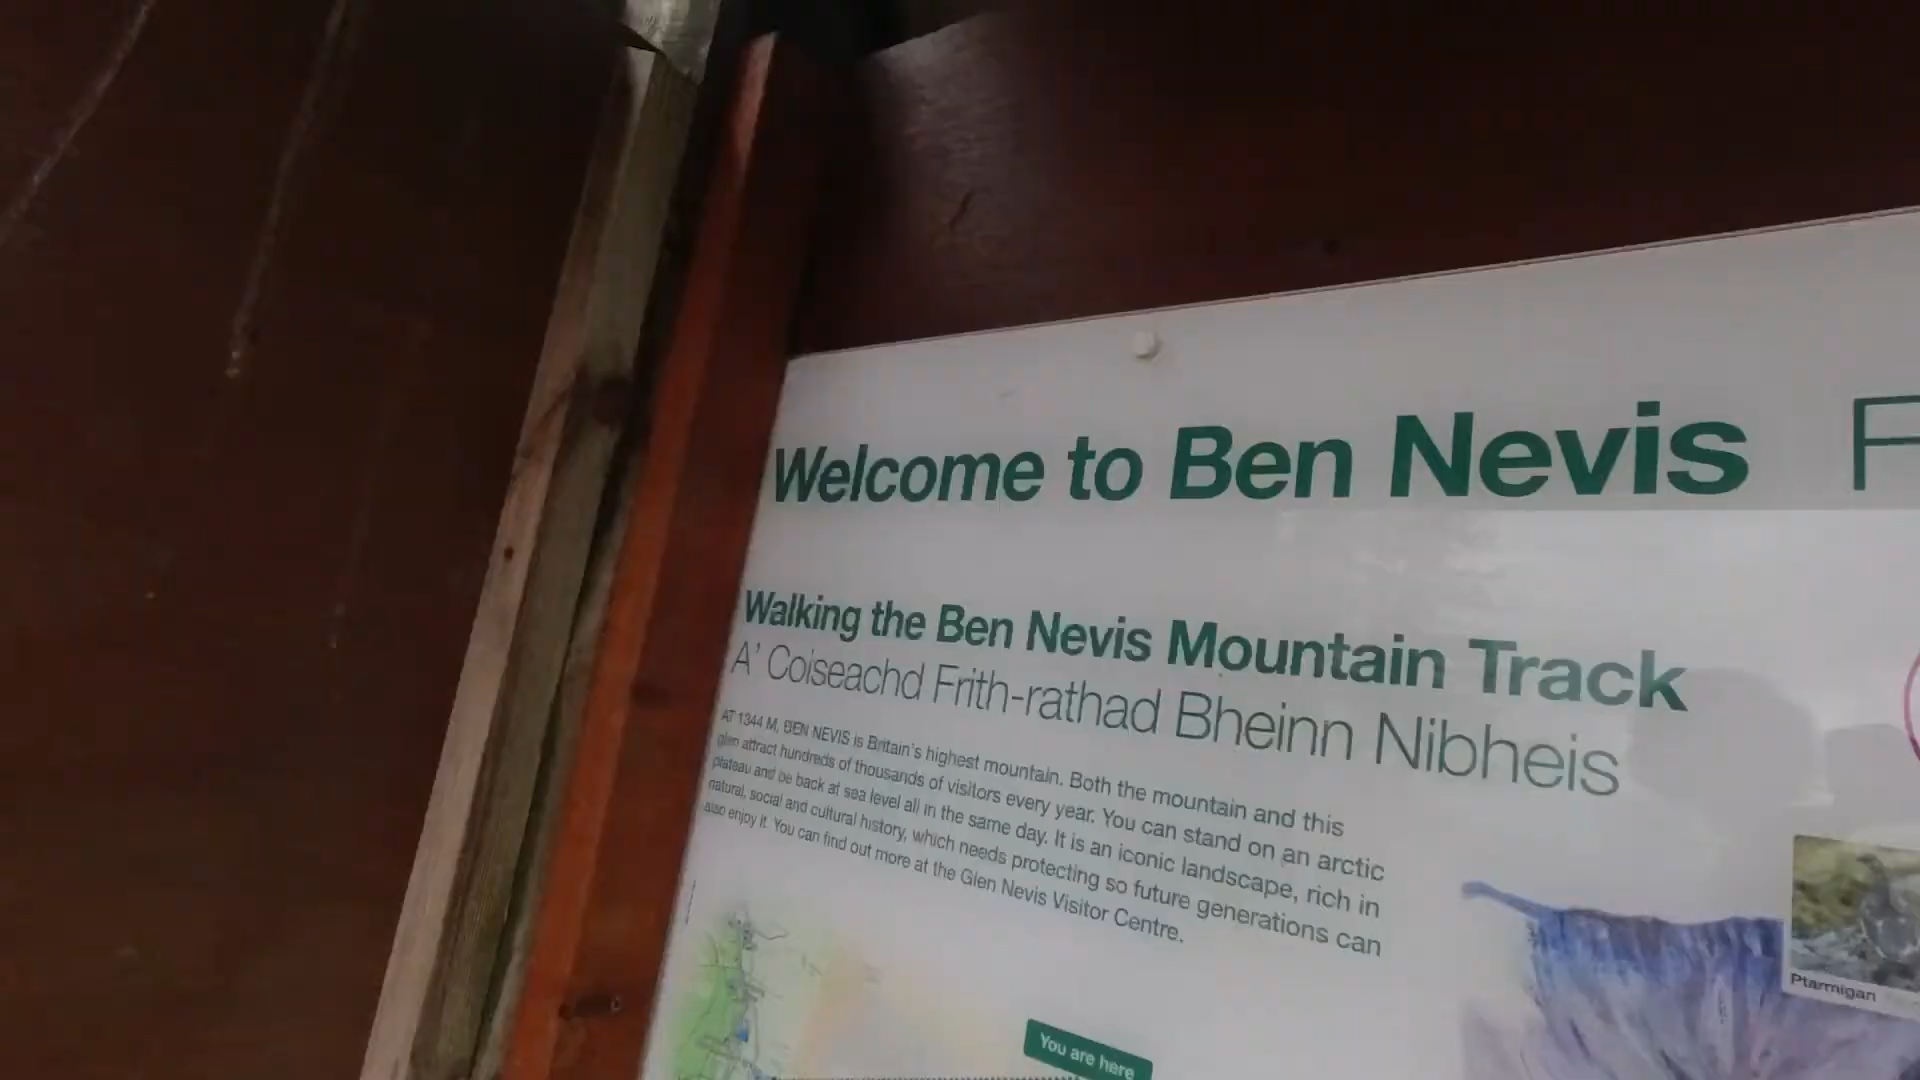 Welcome to Ben Nevis F
Walking the Ben Nevis Mountain Track
A' Coiseachd Frith-rathad Bheinn Nibheis
AT 1344 M, BEN NEVIS is Britain's highest mountain. Both the mountain and this
glen attract hundreds of thousands of visitors every year. You can stand on an arctic
plateau and be back at sea level all in the same day. It is an iconic landscape, rich in
natural, social and cultural history, which needs protecting so future generations can
also enjoy it. You can find out more at the Glen Nevis Visitor Centre.
Ptarmigan
You are here